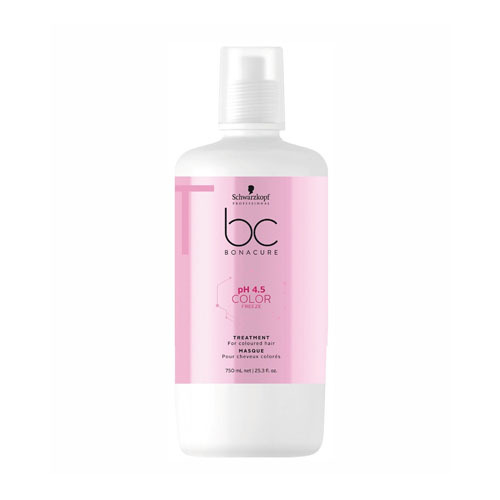 T
Schwarzkopf
PROFESSIONAL
bc
BONACURE
pH 4.5
COLOR
FREEZE
TREATMENT
For coloured hair
MASQUE
Pour cheveux colorés
750 mL net | 25.3 fl. oz.